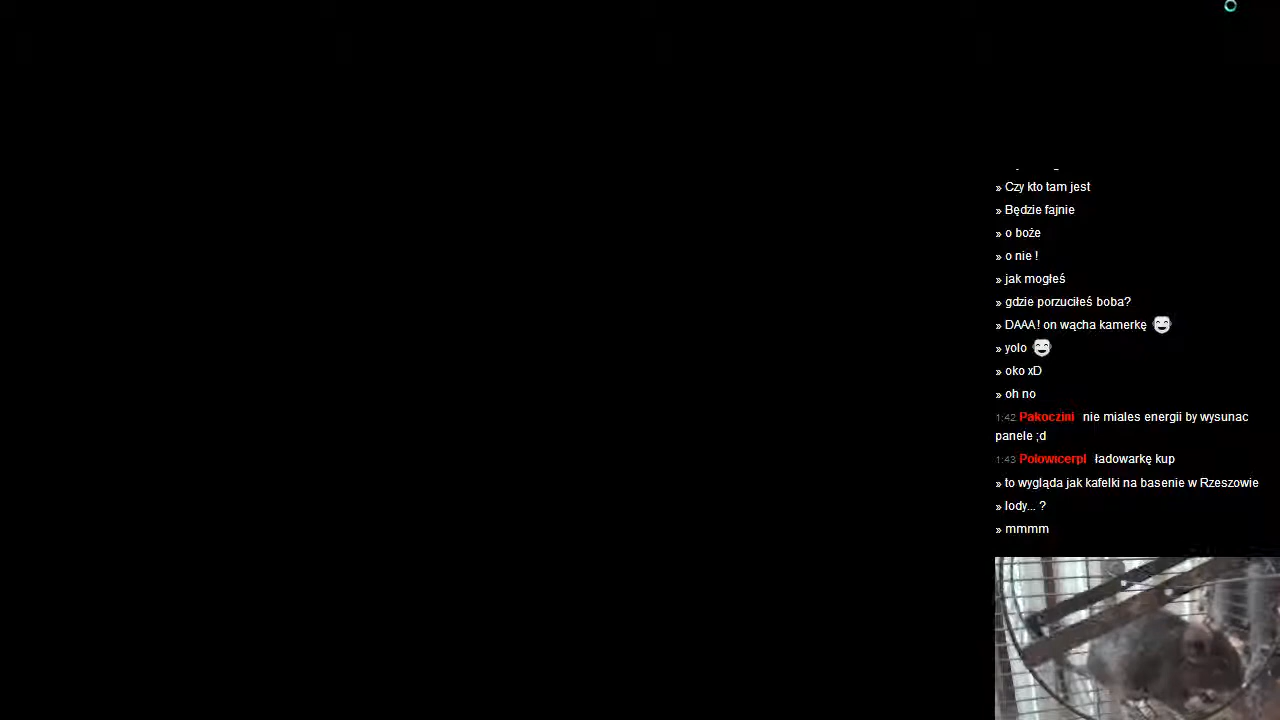 » Czy kto tam jest
» Będzie fajnie
» o boże
» o nie !
» jak mogłeś
» gdzie porzuciłeś boba?
» DAAA! on wącha kamerkę
» yolo
» oko xD
» oh no
1:42 Pakoczini nie miales energii by wysunac
panele ;d
1:43 Polowicerpl ładowarkę kup
» to wygląda jak kafelki na basenie w Rzeszowie
» lody... ?
» mmmm